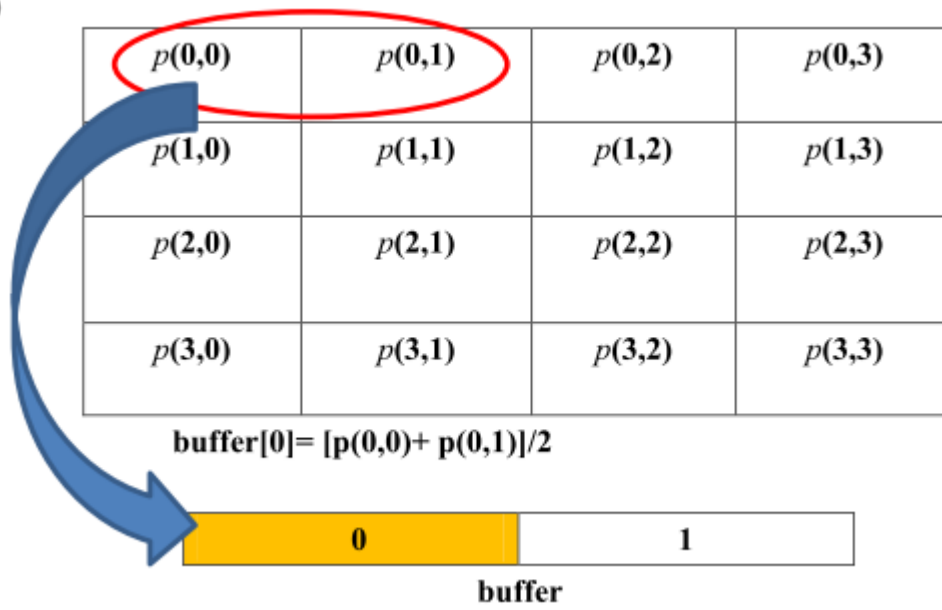 p(0,0) p(0,1) p(0,2) p(0,3)
p(1,0) p(1,1) p(1,2) p(1,3)
p(2,0) p(2,1) p(2,2) p(2,3)
p(3,0) p(3,1) p(3,2) p(3,3)
buffer[0]= [p(0,0)+ p(0,1)]/2
0 1
buffer